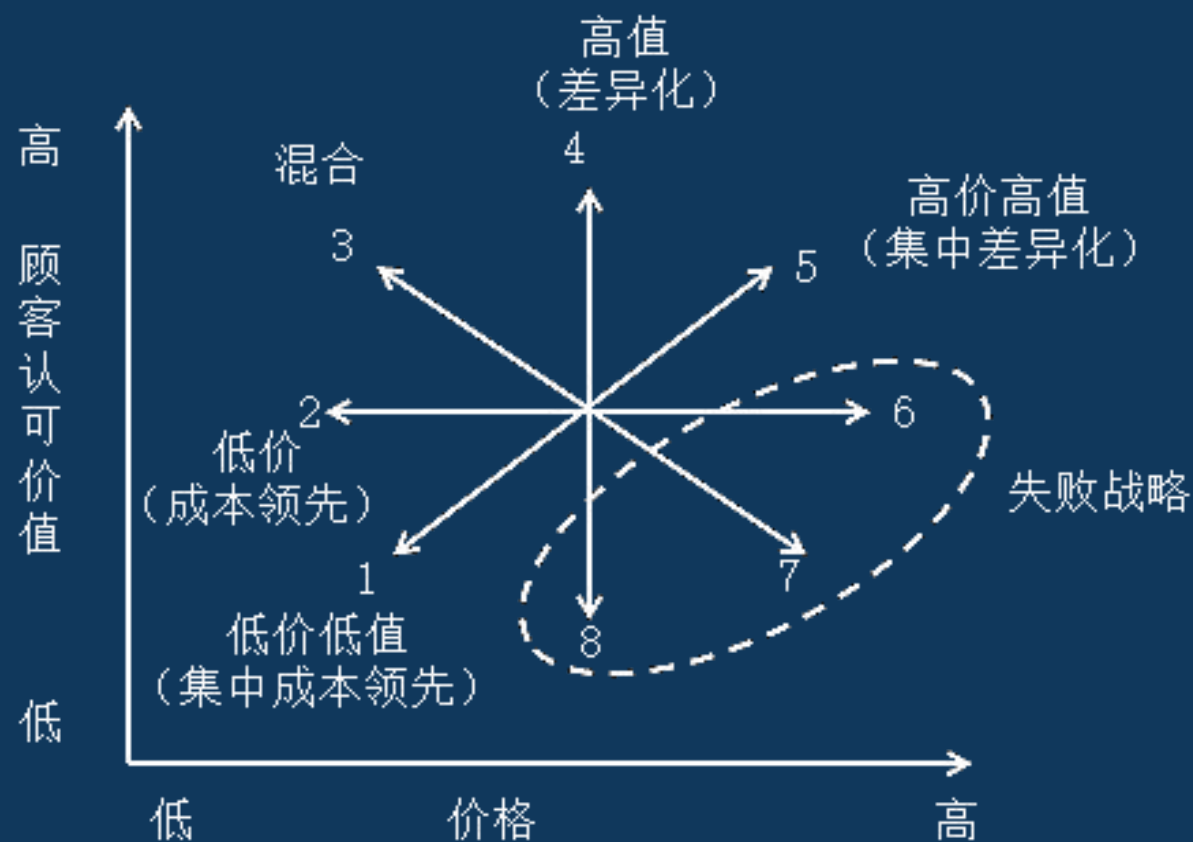 高值
（差异化）
4
高
混合
高价高值
（集中差异化）
3
5
顾客认可价值
2
6
低价
（成本领先）
失败战略
1
7
低价低值
8
（集中成本领先）
低
低
价格
高